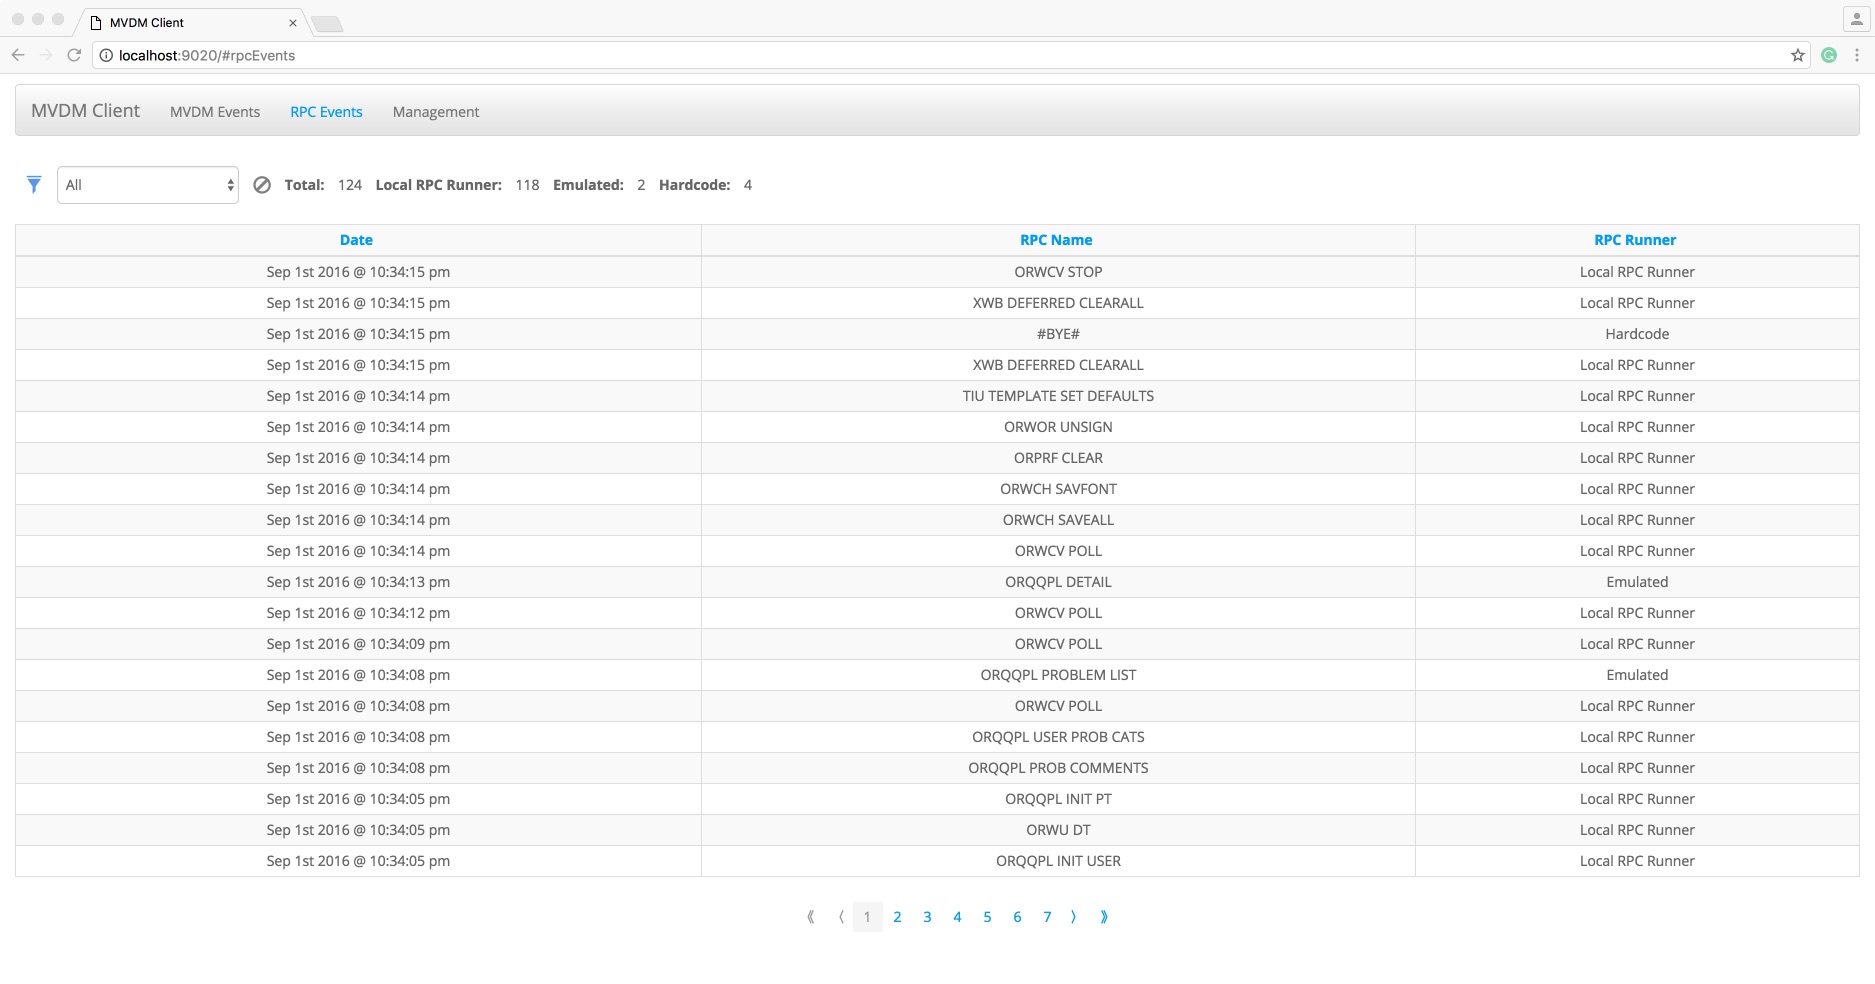 MVDM Client
localhost:9020/#rpcEvents
MVDM Client MVDM Events RPC Events Management
All Total: 124 Local RPC Runner: 118 Emulated: 2 Hardcode: 4
Date RPC Name RPC Runner
Sep 1st 2016 @ 10:34:15 pm ORWCV STOP Local RPC Runner
Sep 1st 2016 @ 10:34:15 pm XWB DEFERRED CLEARALL Local RPC Runner
Sep 1st 2016 @ 10:34:15 pm #BYE# Hardcode
Sep 1st 2016 @ 10:34:15 pm XWB DEFERRED CLEARALL Local RPC Runner
Sep 1st 2016 @ 10:34:14 pm TIU TEMPLATE SET DEFAULTS Local RPC Runner
Sep 1st 2016 @ 10:34:14 pm ORWOR UNSIGN Local RPC Runner
Sep 1st 2016 @ 10:34:14 pm ORPRF CLEAR Local RPC Runner
Sep 1st 2016 @ 10:34:14 pm ORWCH SAVFONT Local RPC Runner
Sep 1st 2016 @ 10:34:14 pm ORWCH SAVEALL Local RPC Runner
Sep 1st 2016 @ 10:34:14 pm ORWCV POLL Local RPC Runner
Sep 1st 2016 @ 10:34:13 pm ORQQPL DETAIL Emulated
Sep 1st 2016 @ 10:34:12 pm ORWCV POLL Local RPC Runner
Sep 1st 2016 @ 10:34:09 pm ORWCV POLL Local RPC Runner
Sep 1st 2016 @ 10:34:08 pm ORQQPL PROBLEM LIST Emulated
Sep 1st 2016 @ 10:34:08 pm ORWCV POLL Local RPC Runner
Sep 1st 2016 @ 10:34:08 pm ORQQPL USER PROB CATS Local RPC Runner
Sep 1st 2016 @ 10:34:08 pm ORQQPL PROB COMMENTS Local RPC Runner
Sep 1st 2016 @ 10:34:05 pm ORQQPL INIT PT Local RPC Runner
Sep 1st 2016 @ 10:34:05 pm ORWU DT Local RPC Runner
Sep 1st 2016 @ 10:34:05 pm ORQQPL INIT USER Local RPC Runner
⟪ ⟨ 1 2 3 4 5 6 7 ⟩ ⟫